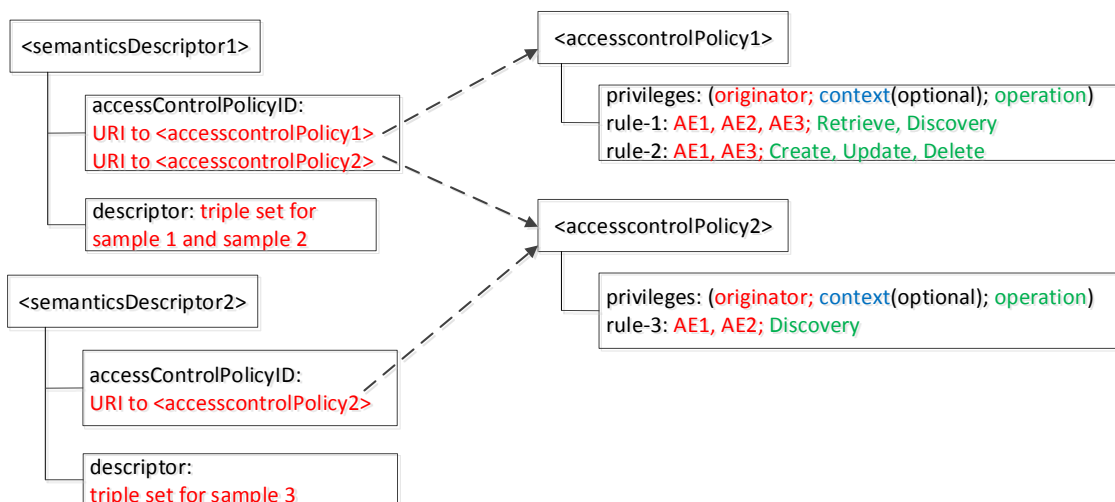 <semanticsDescriptor1>
accessControlPolicyID:
URI to <accesscontrolPolicy1>
URI to <accesscontrolPolicy2>
descriptor: triple set for
sample 1 and sample 2
<semanticsDescriptor2>
accessControlPolicyID:
URI to <accesscontrolPolicy2>
descriptor:
triple set for sample 3
<accesscontrolPolicy1>
privileges: (originator; context(optional); operation)
rule-1: AE1, AE2, AE3; Retrieve, Discovery
rule-2: AE1, AE3; Create, Update, Delete
<accesscontrolPolicy2>
privileges: (originator; context(optional); operation)
rule-3: AE1, AE2; Discovery